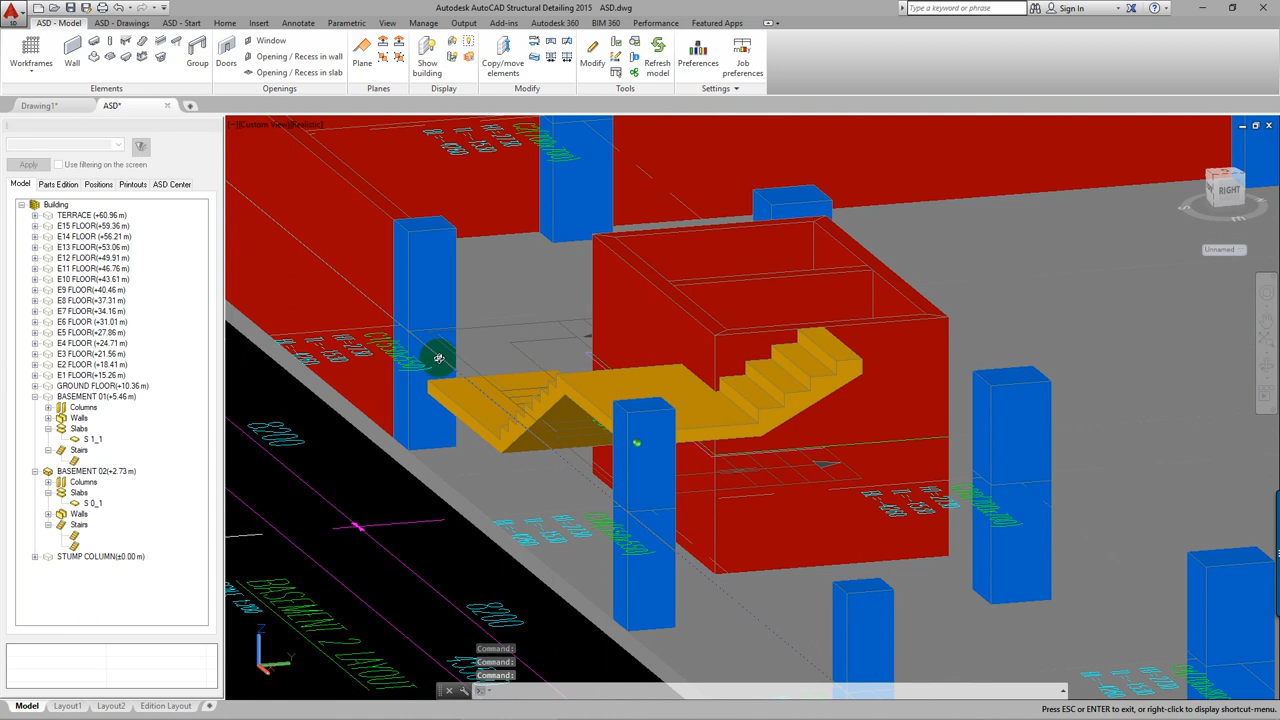 Autodesk AutoCAD Structural Detailing 2015 ASD.dwg
Type a keyword or phrase
Sign In
ASD - Model
ASD - Drawings
ASD - Start
Home
Insert
Annotate
Parametric
View
Manage
Output
Add-ins
Autodesk 360
BIM 360
Performance
Featured Apps
Workframes
Wall
Group
Doors
Window
Opening / Recess in wall
Opening / Recess in slab
Plane
Show building
Copy/move elements
Modify
Refresh model
Preferences
Job preferences
Elements
Openings
Planes
Display
Modify
Tools
Settings
Drawing1*
ASD*
Apply
Use filtering on the screen
Model
Parts Edition
Positions
Printouts
ASD Center
Building
TERRACE (+60.96 m)
E15 FLOOR(+59.36 m)
E14 FLOOR (+56.21 m)
E13 FLOOR(+53.06 m)
E12 FLOOR(+49.91 m)
E11 FLOOR(+46.76 m)
E10 FLOOR(+43.61 m)
E9 FLOOR(+40.46 m)
E8 FLOOR(+37.31 m)
E7 FLOOR(+34.16 m)
E6 FLOOR(+31.01 m)
E5 FLOOR(+27.86 m)
E4 FLOOR (+24.71 m)
E3 FLOOR(+21.56 m)
E2 FLOOR(+18.41 m)
E1 FLOOR(+15.26 m)
GROUND FLOOR(+10.36 m)
BASEMENT 01(+5.46 m)
Columns
Walls
Slabs
S 1_1
Stairs
BASEMENT 02(+2.73 m)
Columns
Slabs
S 0_1
Walls
Stairs
STUMP COLUMN(±0.00 m)
[−][Custom View][Realistic]
RIGHT
Unnamed
8200
8200
BASEMENT 2 LAYOUT
Z
Y
Command:
Command:
Command:
Model
Layout1
Layout2
Edition Layout
Press ESC or ENTER to exit, or right-click to display shortcut-menu.